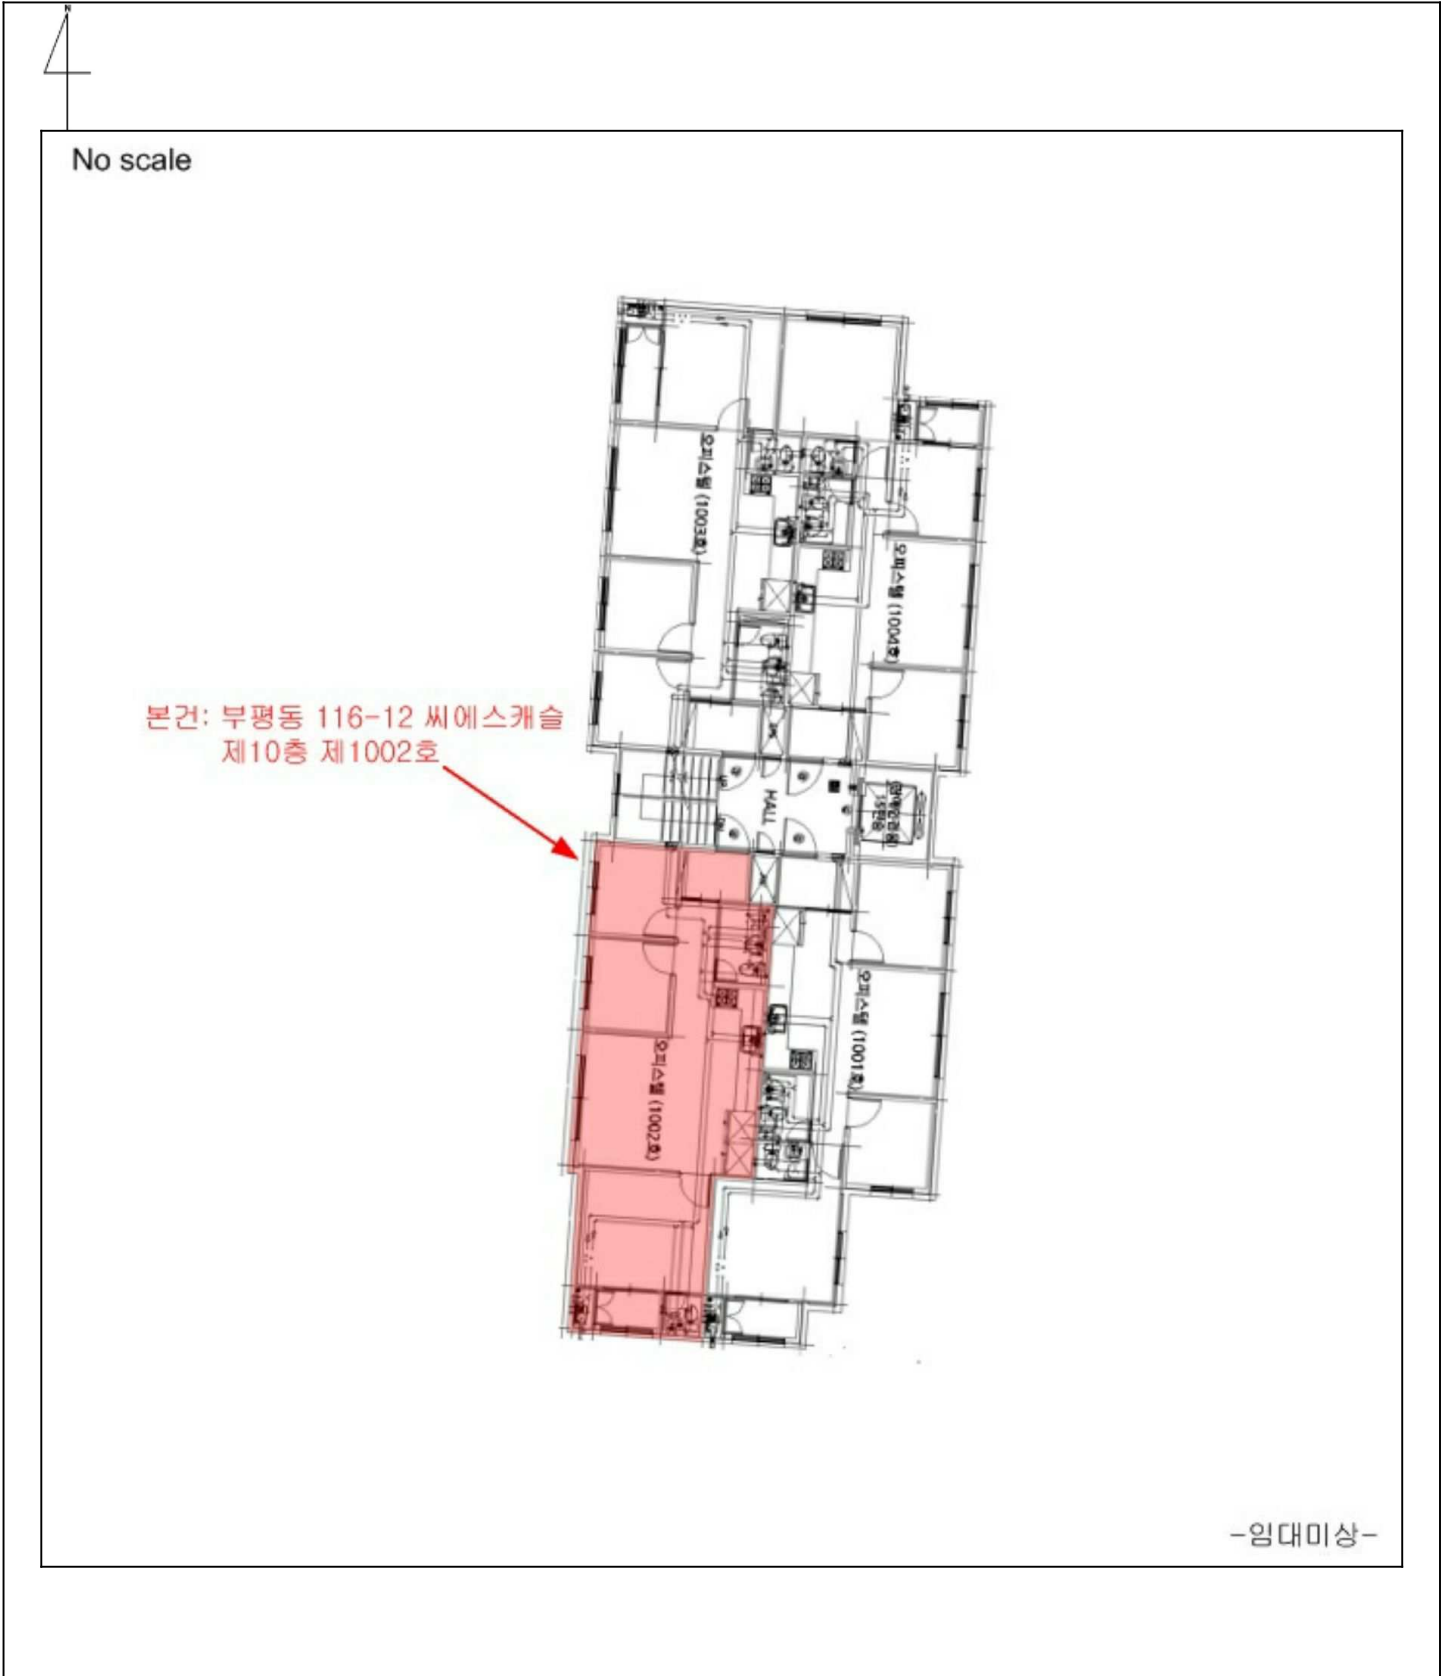 N
No scale
오피스텔 (1003호)
오피스텔 (1004호)
본건: 부평동 116-12 씨에스캐슬
제10층 제1002호
UP
HALL
DN
오피스텔 (1001호)
오피스텔 (1002호)
-임대미상-